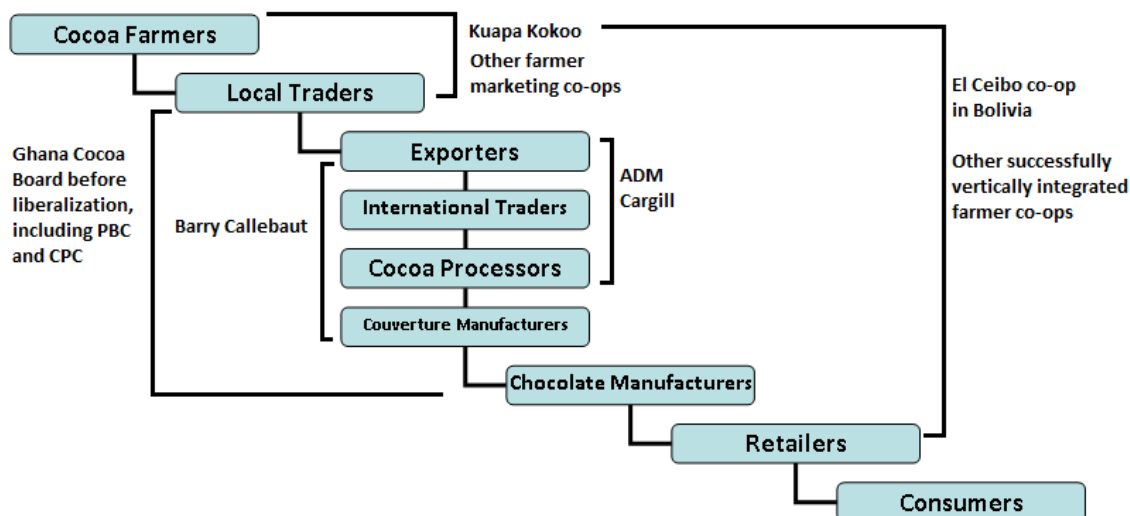 Cocoa Farmers
Kuapa Kokoo
Other farmer
marketing co-ops
Local Traders
El Ceibo co-op
in Bolivia
Other successfully
vertically integrated
farmer co-ops
Ghana Cocoa
Board before
liberalization,
including PBC
and CPC
Exporters
ADM
Cargill
International Traders
Barry Callebaut
Cocoa Processors
Couverture Manufacturers
Chocolate Manufacturers
Retailers
Consumers